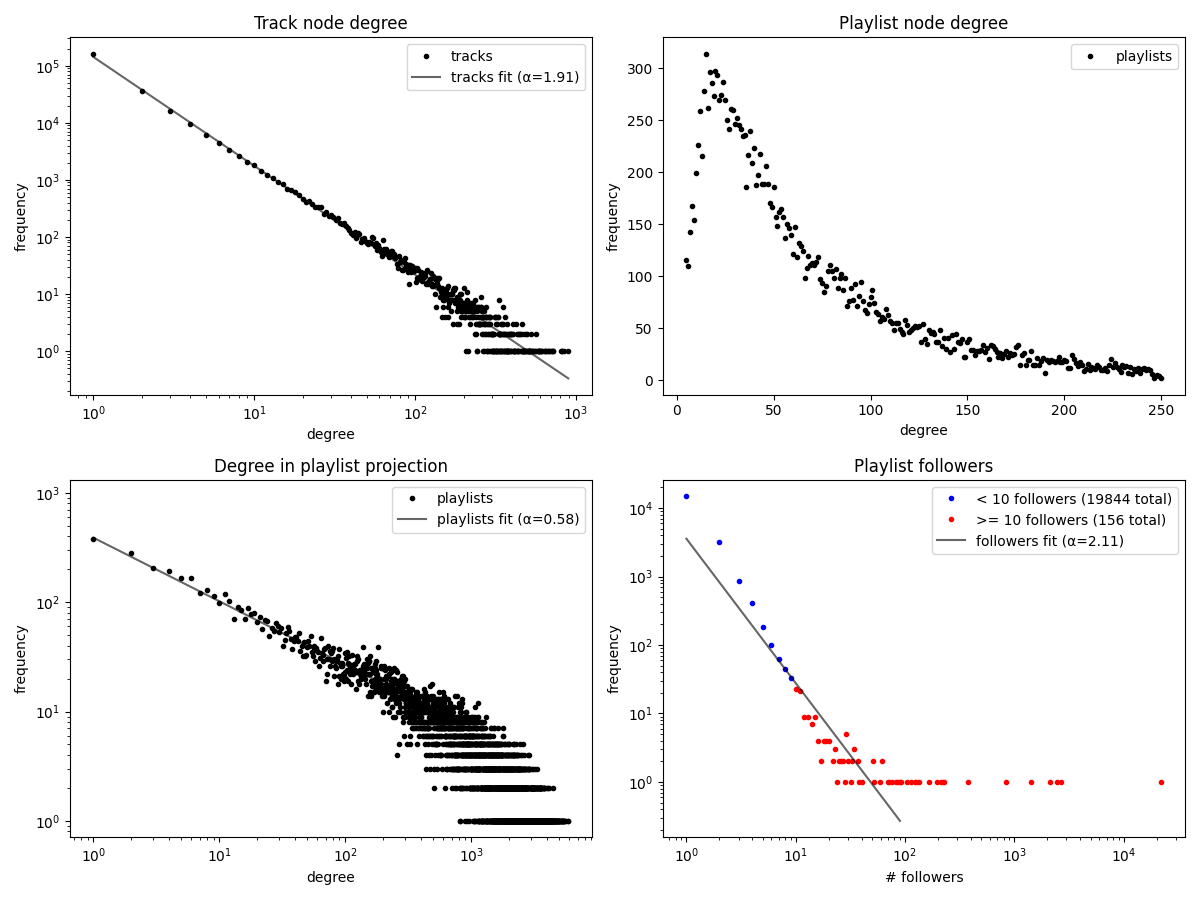 Track node degree
tracks
tracks fit (α=1.91)
10^5
10^4
10^3
10^2
10^1
10^0
frequency
10^0 10^1 10^2 10^3
degree
Playlist node degree
playlists
300
250
200
150
100
50
0
frequency
0 50 100 150 200 250
degree
Degree in playlist projection
playlists
playlists fit (α=0.58)
10^3
10^2
10^1
10^0
frequency
10^0 10^1 10^2 10^3
degree
Playlist followers
< 10 followers (19844 total)
>= 10 followers (156 total)
followers fit (α=2.11)
10^4
10^3
10^2
10^1
10^0
frequency
10^0 10^1 10^2 10^3 10^4
# followers